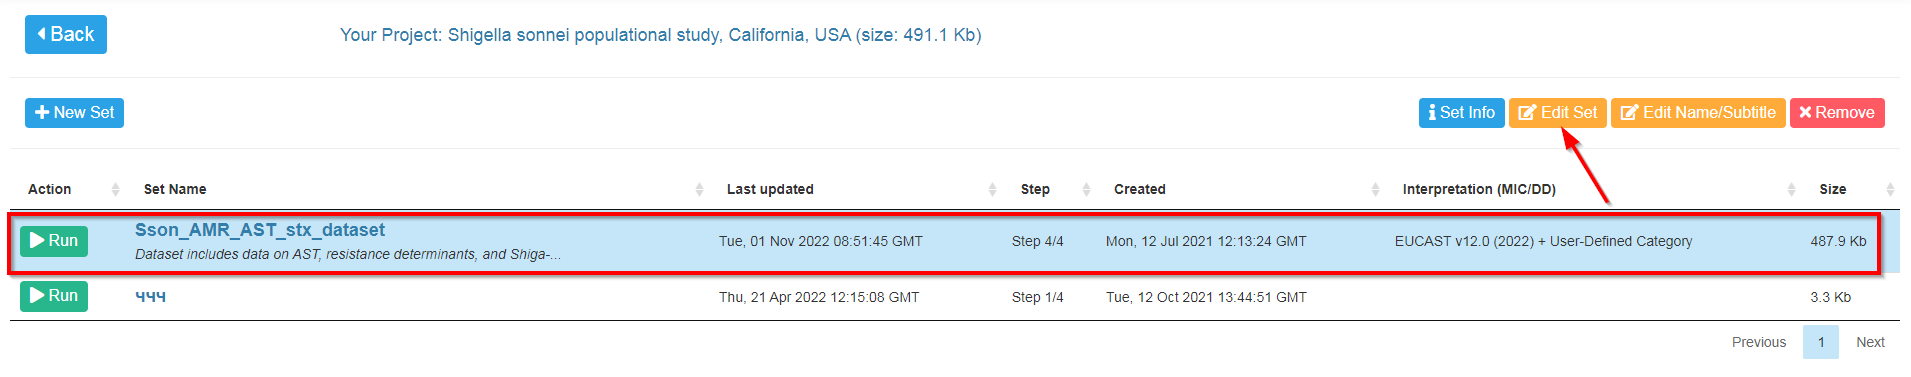 Back
Your Project: Shigella sonnei populational study, California, USA (size: 491.1 Kb)
New Set
Set Info Edit Set Edit Name/Subtitle Remove
Action Set Name Last updated Step Created Interpretation (MIC/DD) Size
Run Sson_AMR_AST_stx_dataset Tue, 01 Nov 2022 08:51:45 GMT Step 4/4 Mon, 12 Jul 2021 12:13:24 GMT EUCAST v12.0 (2022) + User-Defined Category 487.9 Kb
Dataset includes data on AST, resistance determinants, and Shiga-...
Run ччч Thu, 21 Apr 2022 12:15:08 GMT Step 1/4 Tue, 12 Oct 2021 13:44:51 GMT 3.3 Kb
Previous 1 Next